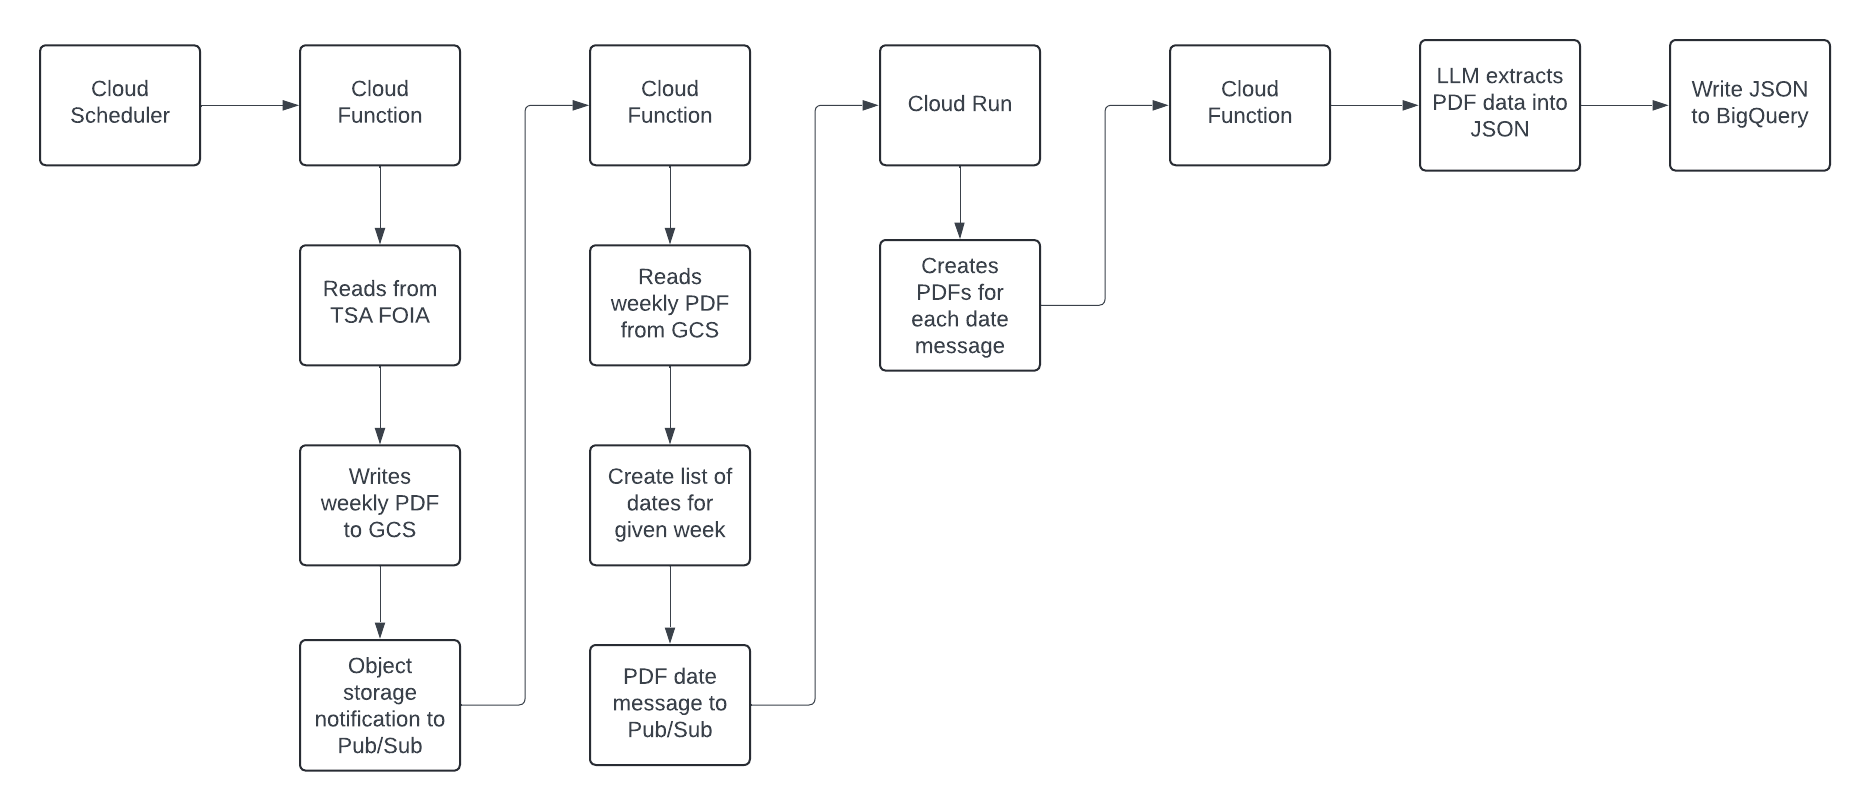 Cloud
Scheduler
Cloud
Function
Reads from
TSA FOIA
Writes
weekly PDF
to GCS
Object
storage
notification to
Pub/Sub
Cloud
Function
Reads
weekly PDF
from GCS
Create list of
dates for
given week
PDF date
message to
Pub/Sub
Cloud Run
Creates
PDFs for
each date
message
Cloud
Function
LLM extracts
PDF data into
JSON
Write JSON
to BigQuery